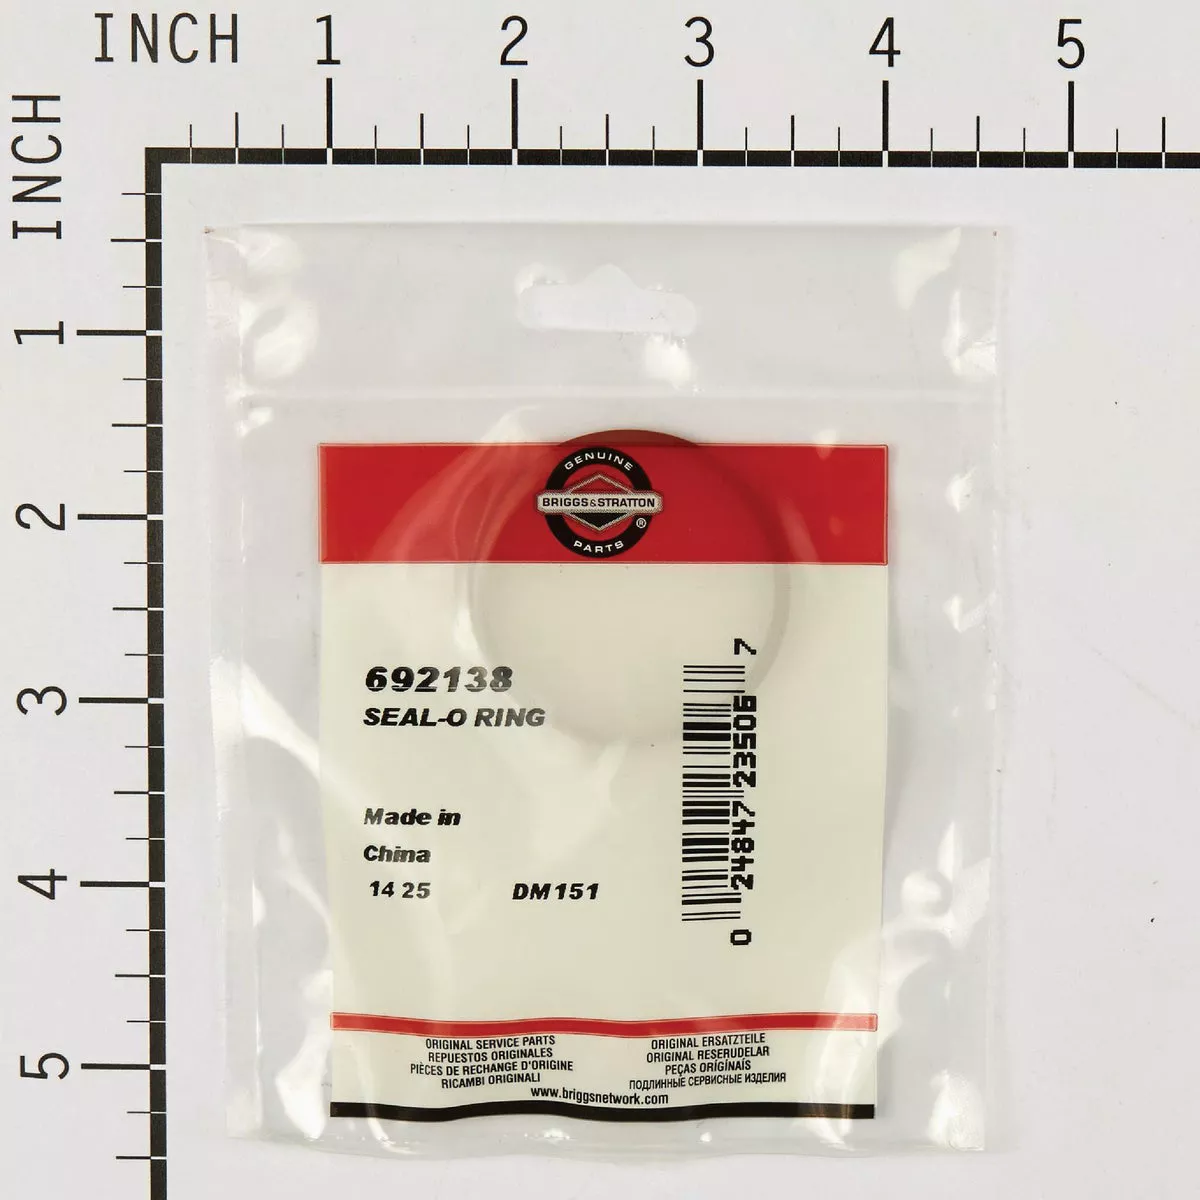 INCH 1 2 3 4 5
INCH
1
2
3
4
5
GENUINE
BRIGGS&STRATTON
®
PARTS
692138
SEAL-O RING
Made in
China
14 25 DM151
0 24847 23506 7
ORIGINAL SERVICE PARTS
REPUESTOS ORIGINALES
PIÈCES DE RECHANGE D'ORIGINE
RICAMBI ORIGINALI
ORIGINAL ERSATZTEILE
ORIGINAL RESERUDELAR
PEÇAS ORÍGÍNAÍS
ПОДЛИННЫЕ СЕРВИСНЫЕ ИЗДЕЛИЯ
www.briggsnetwork.com